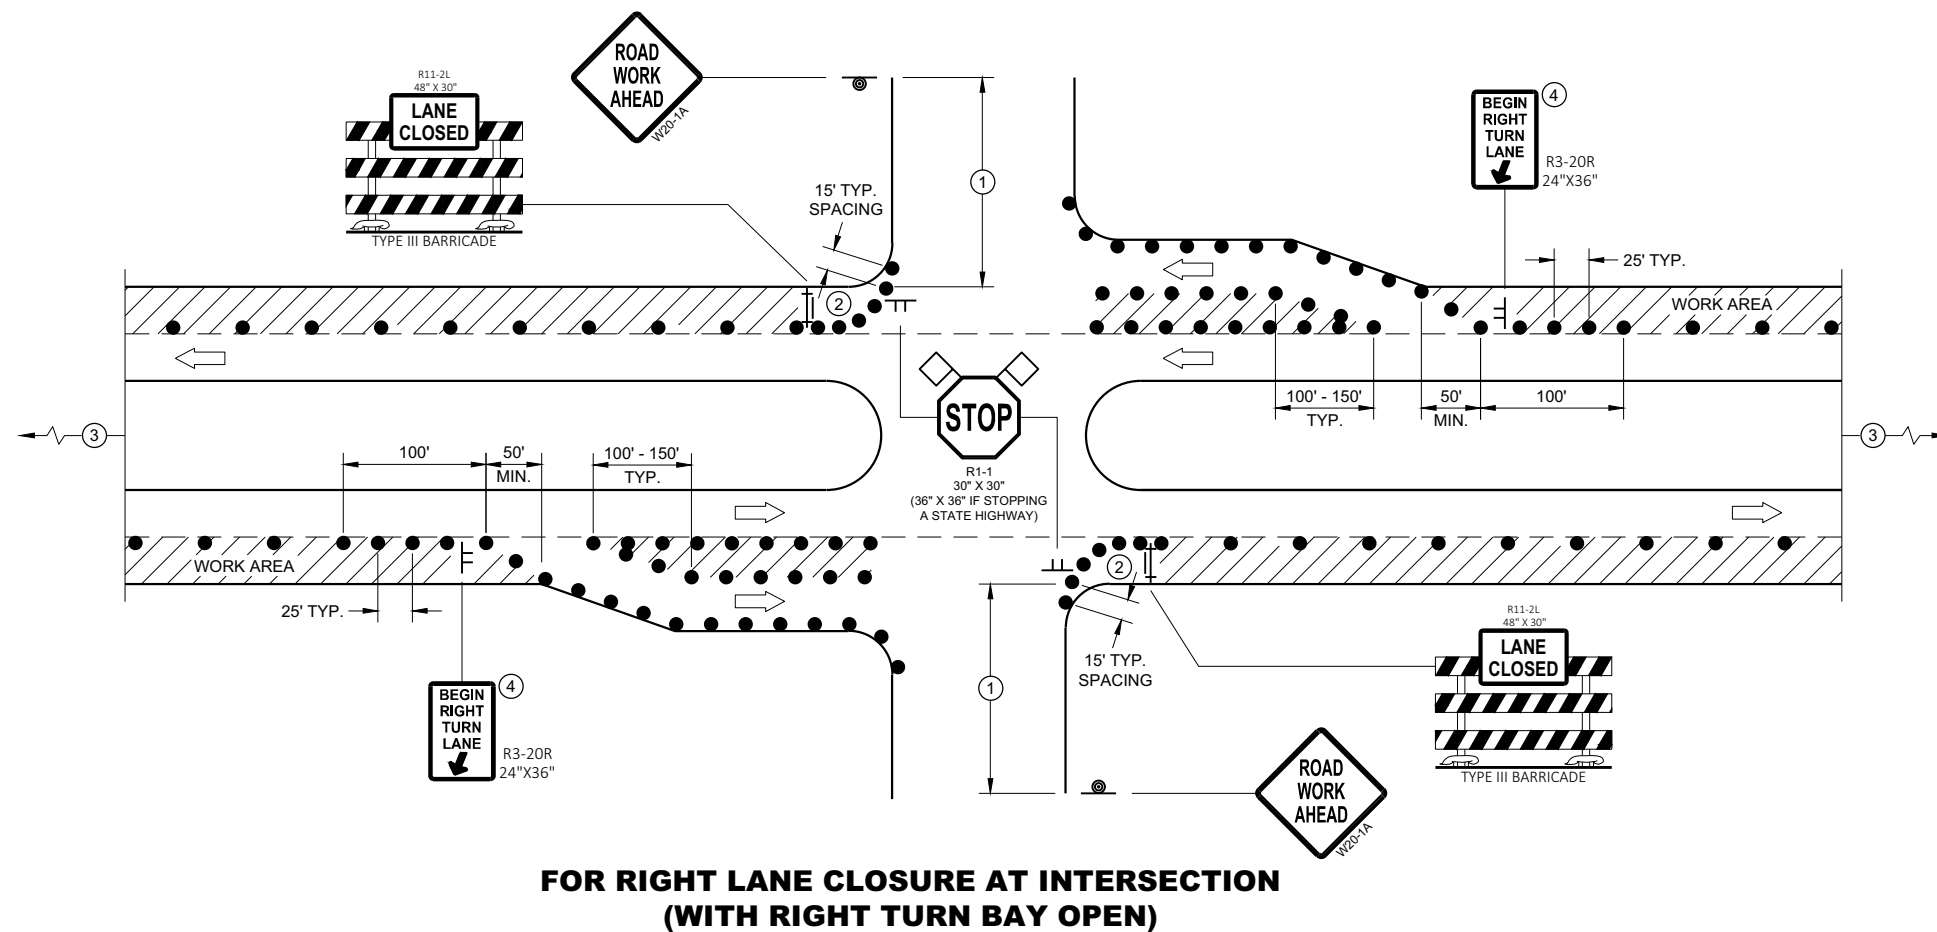 R11-2L
48" X 30"
LANE
CLOSED
TYPE III BARRICADE
ROAD
WORK
AHEAD
W20-1A
15' TYP.
SPACING
1
2
BEGIN
RIGHT
TURN
LANE
4
R3-20R
24"X36"
25' TYP.
WORK AREA
100' - 150'
TYP.
50'
MIN.
100'
3
3
STOP
R1-1
30" X 30"
(36" X 36" IF STOPPING
A STATE HIGHWAY)
100'
50'
MIN.
100' - 150'
TYP.
WORK AREA
25' TYP.
BEGIN
RIGHT
TURN
LANE
4
R3-20R
24"X36"
2
15' TYP.
SPACING
1
R11-2L
48" X 30"
LANE
CLOSED
TYPE III BARRICADE
ROAD
WORK
AHEAD
W20-1A
FOR RIGHT LANE CLOSURE AT INTERSECTION
(WITH RIGHT TURN BAY OPEN)